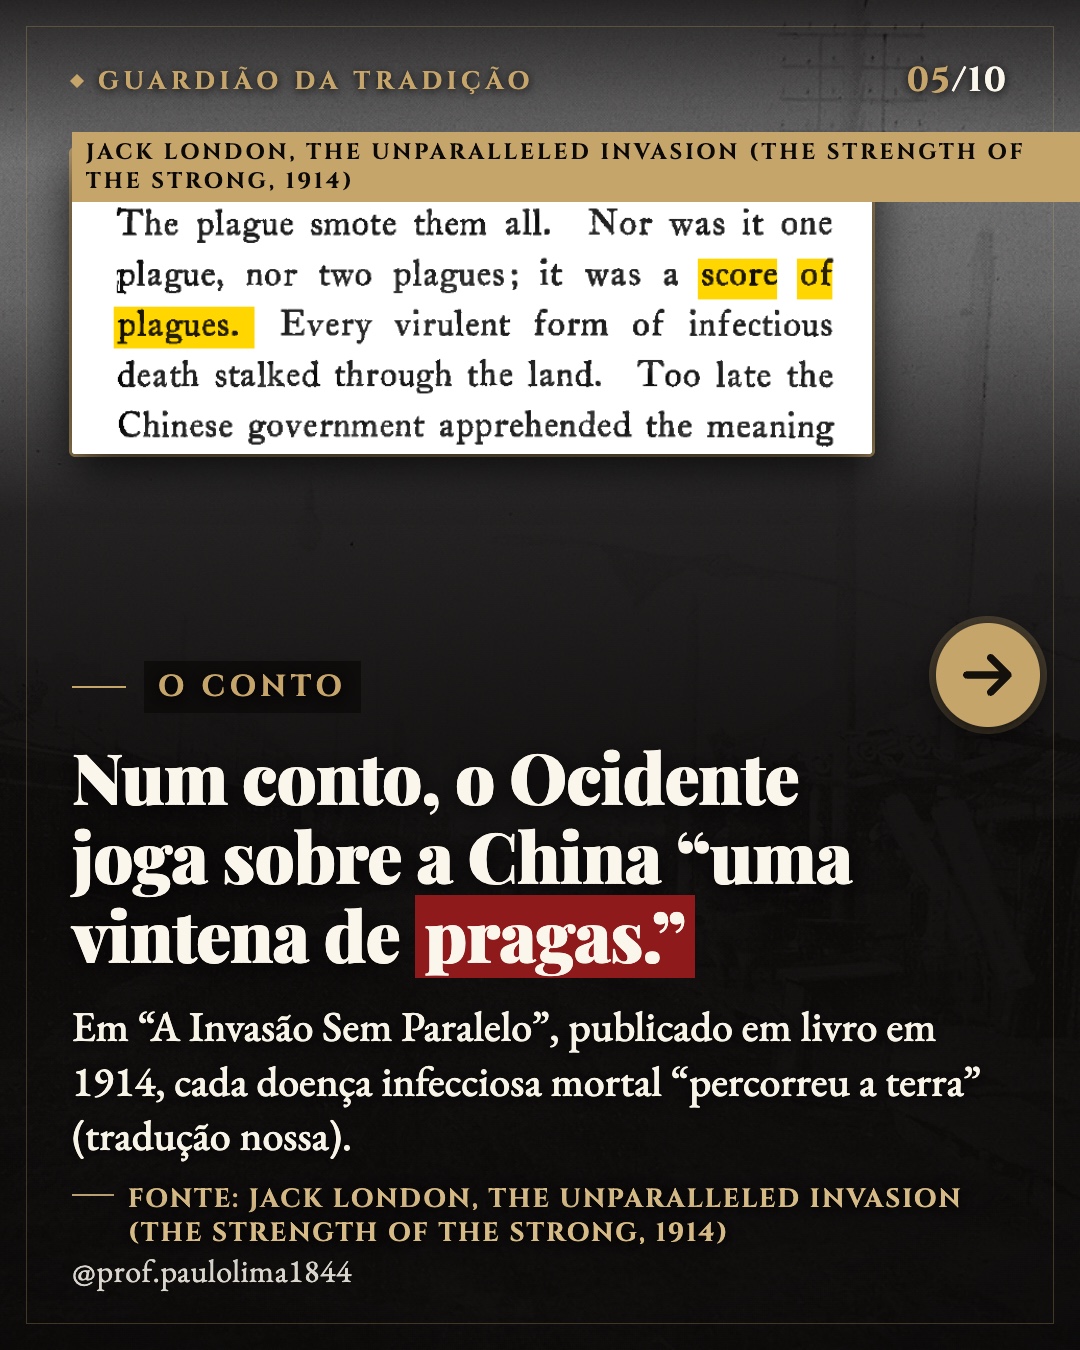 GUARDIÃO DA TRADIÇÃO
05/10
JACK LONDON, THE UNPARALLELED INVASION (THE STRENGTH OF
THE STRONG, 1914)
The plague smote them all. Nor was it one
plague, nor two plagues; it was a score of
plagues. Every virulent form of infectious
death stalked through the land. Too late the
Chinese government apprehended the meaning
O CONTO
Num conto, o Ocidente
joga sobre a China “uma
vintena de pragas.”
Em “A Invasão Sem Paralelo”, publicado em livro em
1914, cada doença infecciosa mortal “percorreu a terra”
(tradução nossa).
FONTE: JACK LONDON, THE UNPARALLELED INVASION
(THE STRENGTH OF THE STRONG, 1914)
@prof.paulolima1844